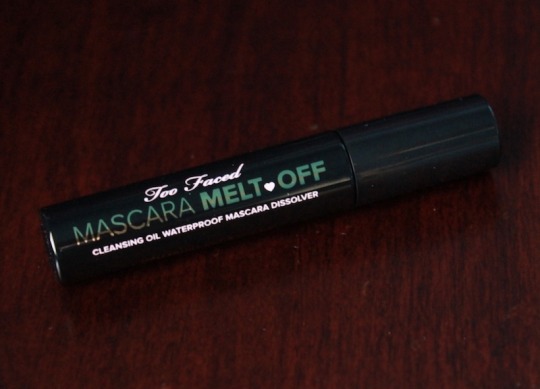 Too Faced
MASCARA MELT♥OFF
CLEANSING OIL WATERPROOF MASCARA DISSOLVER